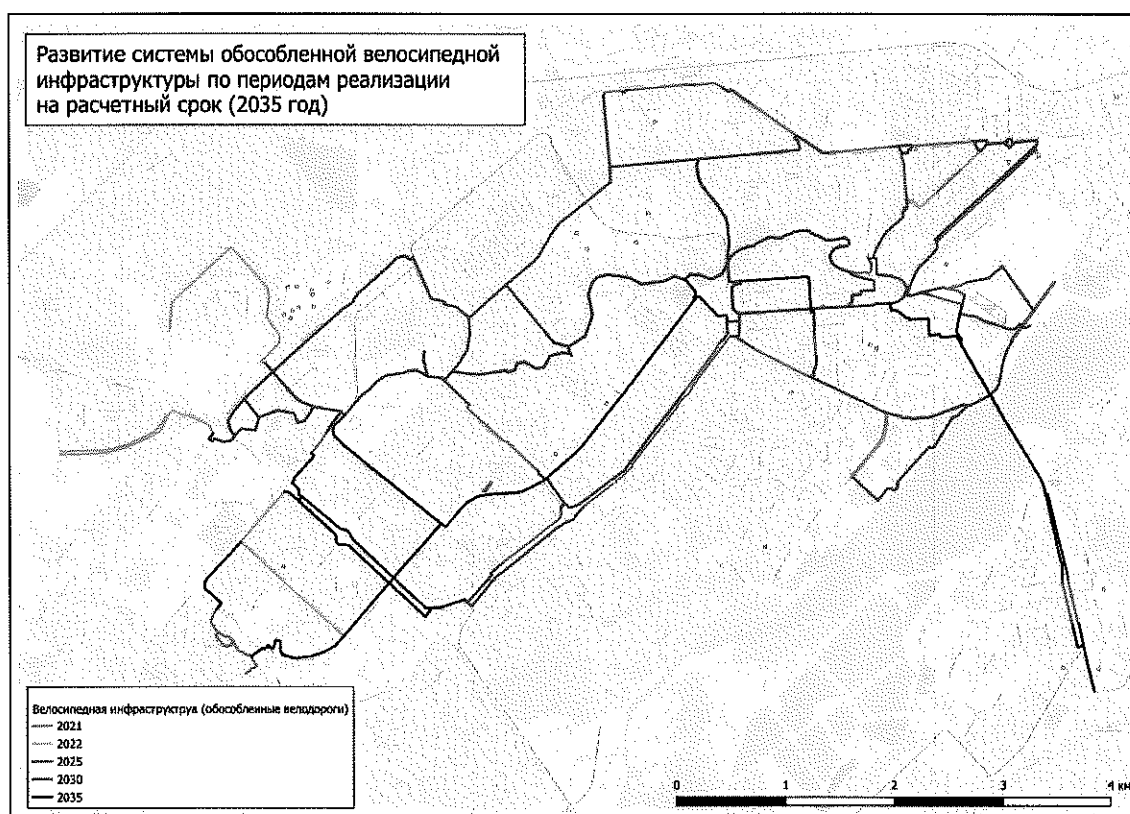 Развитие системы обособленной велосипедной
инфраструктуры по периодам реализации
на расчетный срок (2035 год)
Велосипедная инфраструктура (обособленные велодороги)
2021
2022
2025
2030
2035
0 1 2 3 4 км